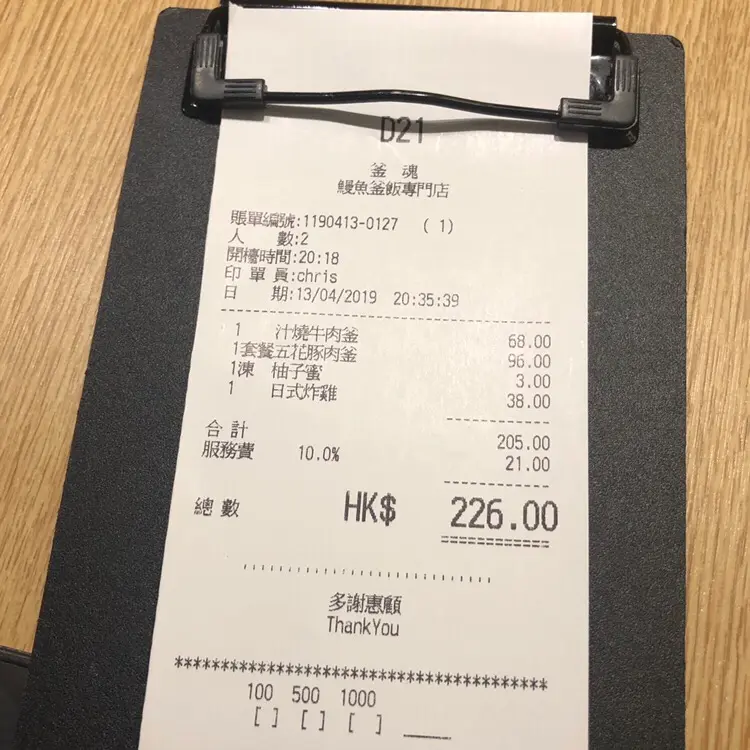 D21
釜 魂
鰻魚釜飯專門店
賬單編號:1190413-0127 ( 1)
人 數:2
開檯時間:20:18
印 單 員:chris
日 期:13/04/2019 20:35:39
1 汁燒牛肉釜 68.00
1套餐五花豚肉釜 96.00
1凍 柚子蜜 3.00
1 日式炸雞 38.00
合 計 205.00
服務費 10.0% 21.00
總 數 HK$ 226.00
多謝惠顧
ThankYou
******************************************
100 500 1000
[ ] [ ] [ ] _____